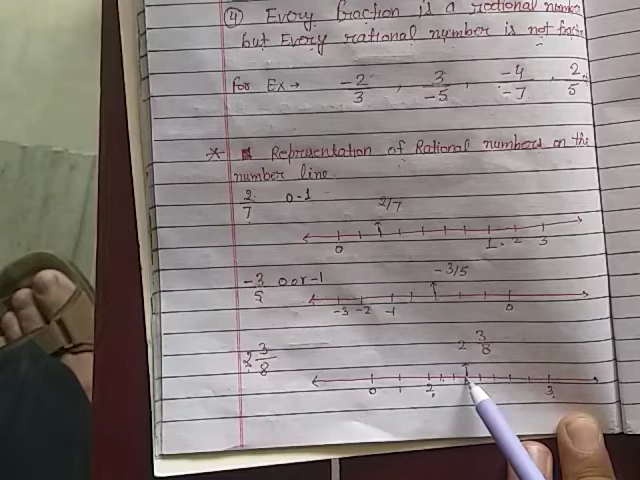 ④ Every fraction is a rational number
but Every rational number is not
for Ex→ -2/3 , 3/-5 , -4/-7 , 2/5
* Representation of Rational numbers on the
number line.
2/7 0-1 2/7
0 1 2 3
-3/5 0 or -1 -3/5
-3 -2 -1 0
2 3/8 2 3/8
0 1 2 3